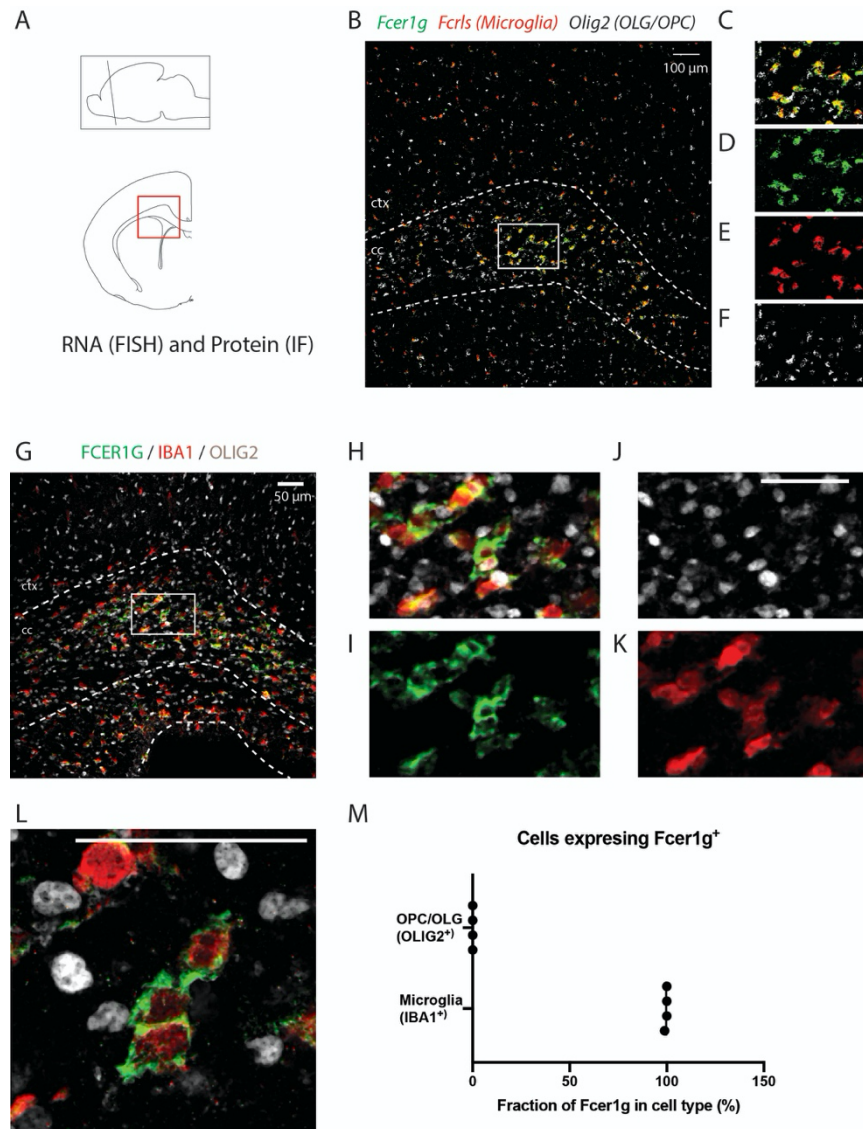 A
RNA (FISH) and Protein (IF)
B
Fcer1g Fcrls (Microglia) Olig2 (OLG/OPC)
100 µm
ctx
cc
C
D
E
F
G
FCER1G / IBA1 / OLIG2
50 µm
ctx
cc
H
J
I
K
L
M
Cells expresing Fcer1g+
OPC/OLG
(OLIG2+)
Microglia
(IBA1+)
0 50 100 150
Fraction of Fcer1g in cell type (%)